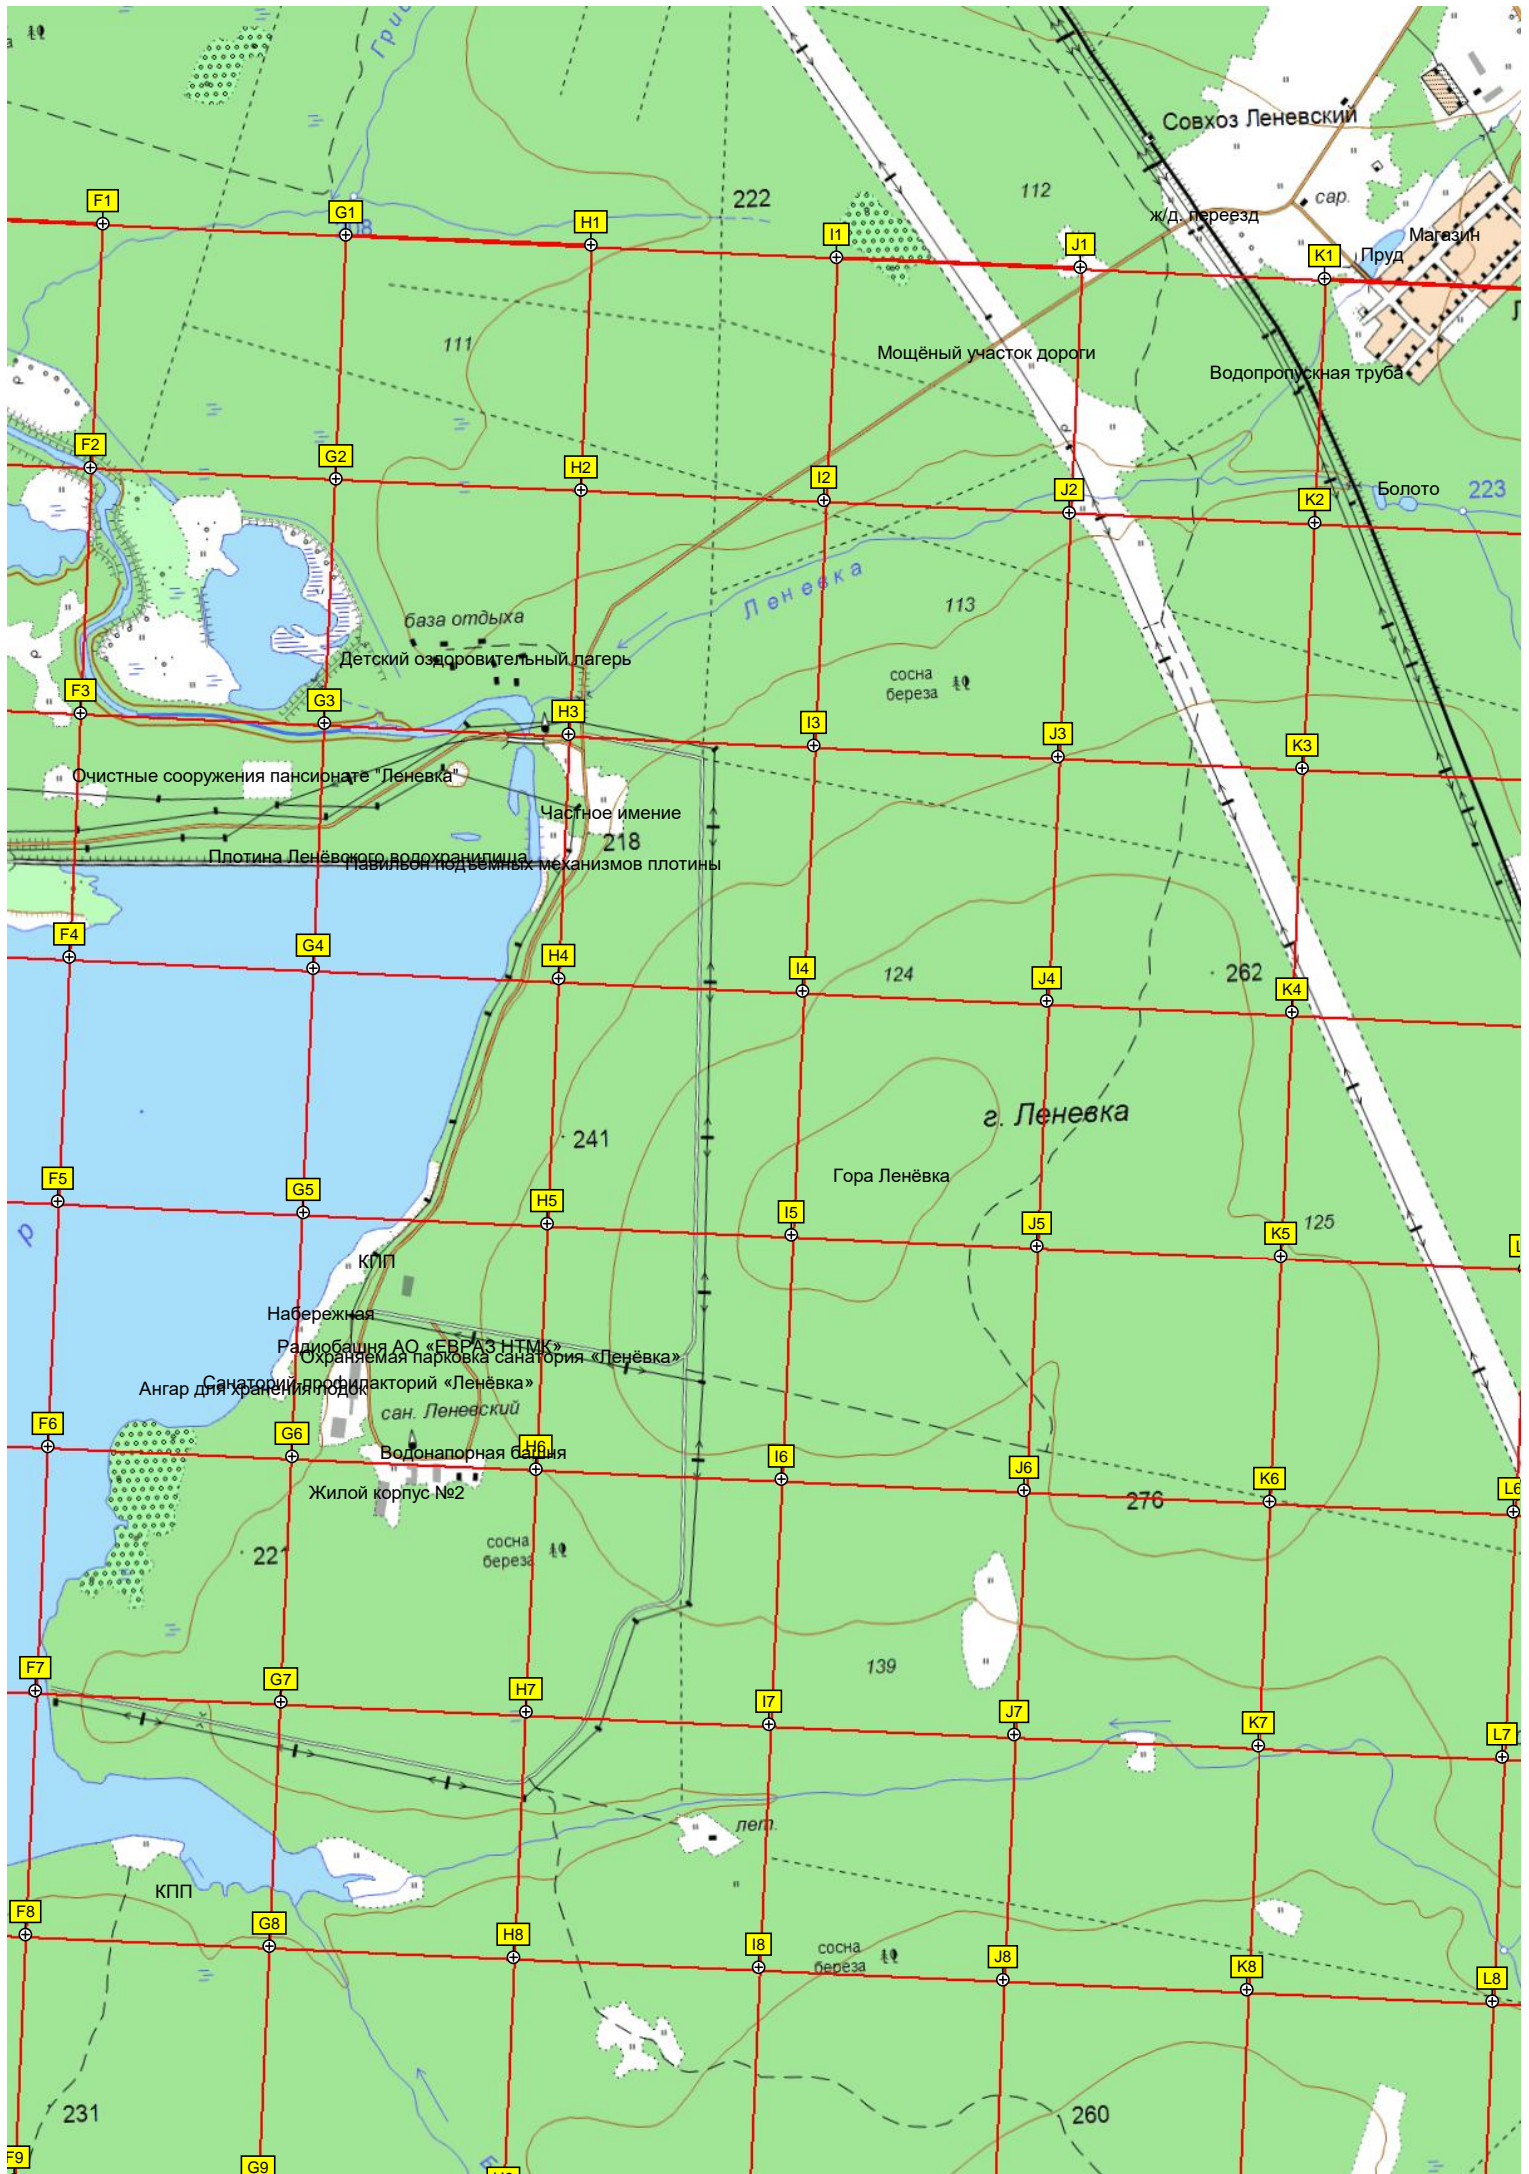 Гри
Совхоз Леневский
222
112
сар.
ж/д. переезд
F1
G1
8
H1
I1
J1
K1
Магазин
Пруд
111
Мощёный участок дороги
Водопропускная труба
F2
G2
H2
I2
J2
K2
Болото
223
Леневка
113
база отдыха
Детский оздоровительный лагерь
сосна
береза
F3
G3
H3
I3
J3
K3
Очистные сооружения пансионате "Леневка"
Частное имение
218
Плотина Ленёвского водохранилища
Павильон подъёмных механизмов плотины
F4
G4
H4
I4
124
J4
262
K4
г. Леневка
241
Гора Ленёвка
F5
G5
H5
I5
J5
K5
125
р
L
КПП
Набережная
Радиобашня АО «ЕВРАЗ НТМК»
Охраняемая парковка санатория «Ленёвка»
Санаторий-профилакторий «Ленёвка»
Ангар для хранения лодок
сан. Леневский
F6
G6
H6
I6
J6
K6
L6
Водонапорная башня
Жилой корпус №2
276
221
сосна
береза
139
F7
G7
H7
I7
J7
K7
L7
лет.
КПП
F8
G8
H8
I8
сосна
береза
J8
K8
L8
231
260
F9
G9